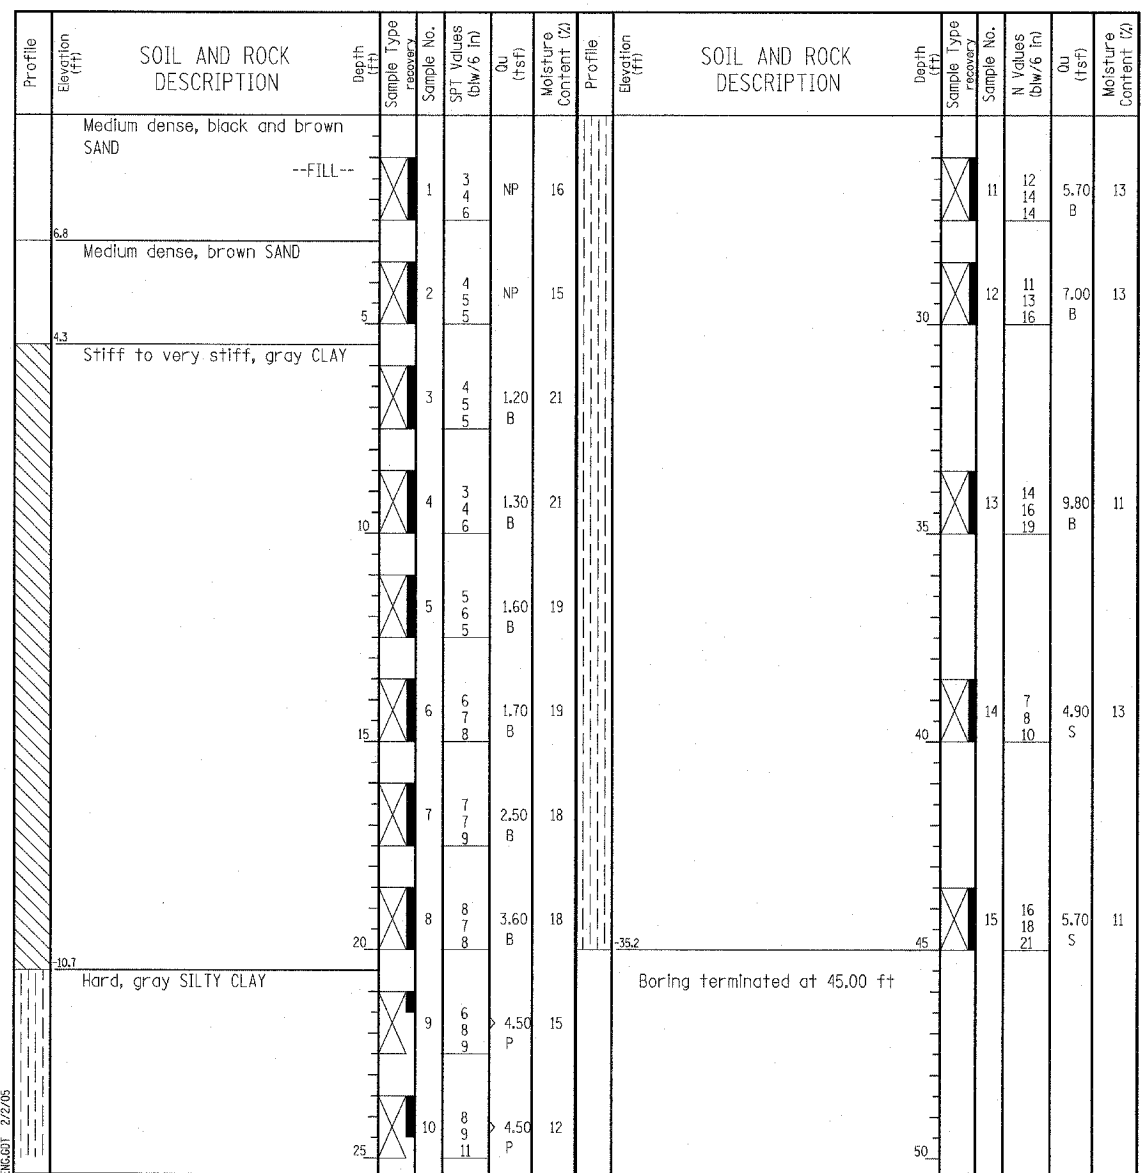 Profile
Elevation (ft)
SOIL AND ROCK
DESCRIPTION
Depth (ft)
Sample Type
recovery
Sample No.
SPT Values
(blw/6 in)
Qu
(tsf)
Moisture
Content (%)
Medium dense, black and brown
SAND
--FILL--
1
3
4
6
NP
16
6.8
Medium dense, brown SAND
2
4
5
5
NP
15
5
4.3
Stiff to very stiff, gray CLAY
3
4
5
5
1.20
B
21
4
3
4
6
1.30
B
21
10
5
5
6
5
1.60
B
19
6
6
7
8
1.70
B
19
15
7
7
7
9
2.50
B
18
8
8
7
8
3.60
B
18
20
-10.7
Hard, gray SILTY CLAY
9
6
8
9
> 4.50
P
15
10
8
9
11
> 4.50
P
12
25
Profile
Elevation (ft)
SOIL AND ROCK
DESCRIPTION
Depth (ft)
Sample Type
recovery
Sample No.
N Values
(blw/6 in)
Qu
(tsf)
Moisture
Content (%)
11
12
14
14
5.70
B
13
12
11
13
16
7.00
B
13
30
13
14
16
19
9.80
B
11
35
14
7
8
10
4.90
S
13
40
15
16
18
21
5.70
S
11
45
-35.2
Boring terminated at 45.00 ft
50
ENG.GDT 2/2/05